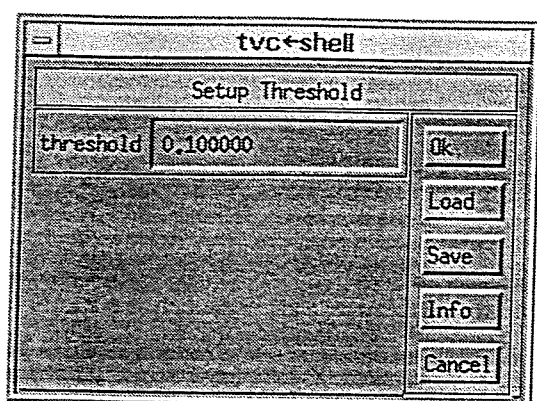 tvc←shell
Setup Threshold
threshold 0.100000
Ok
Load
Save
Info
Cancel